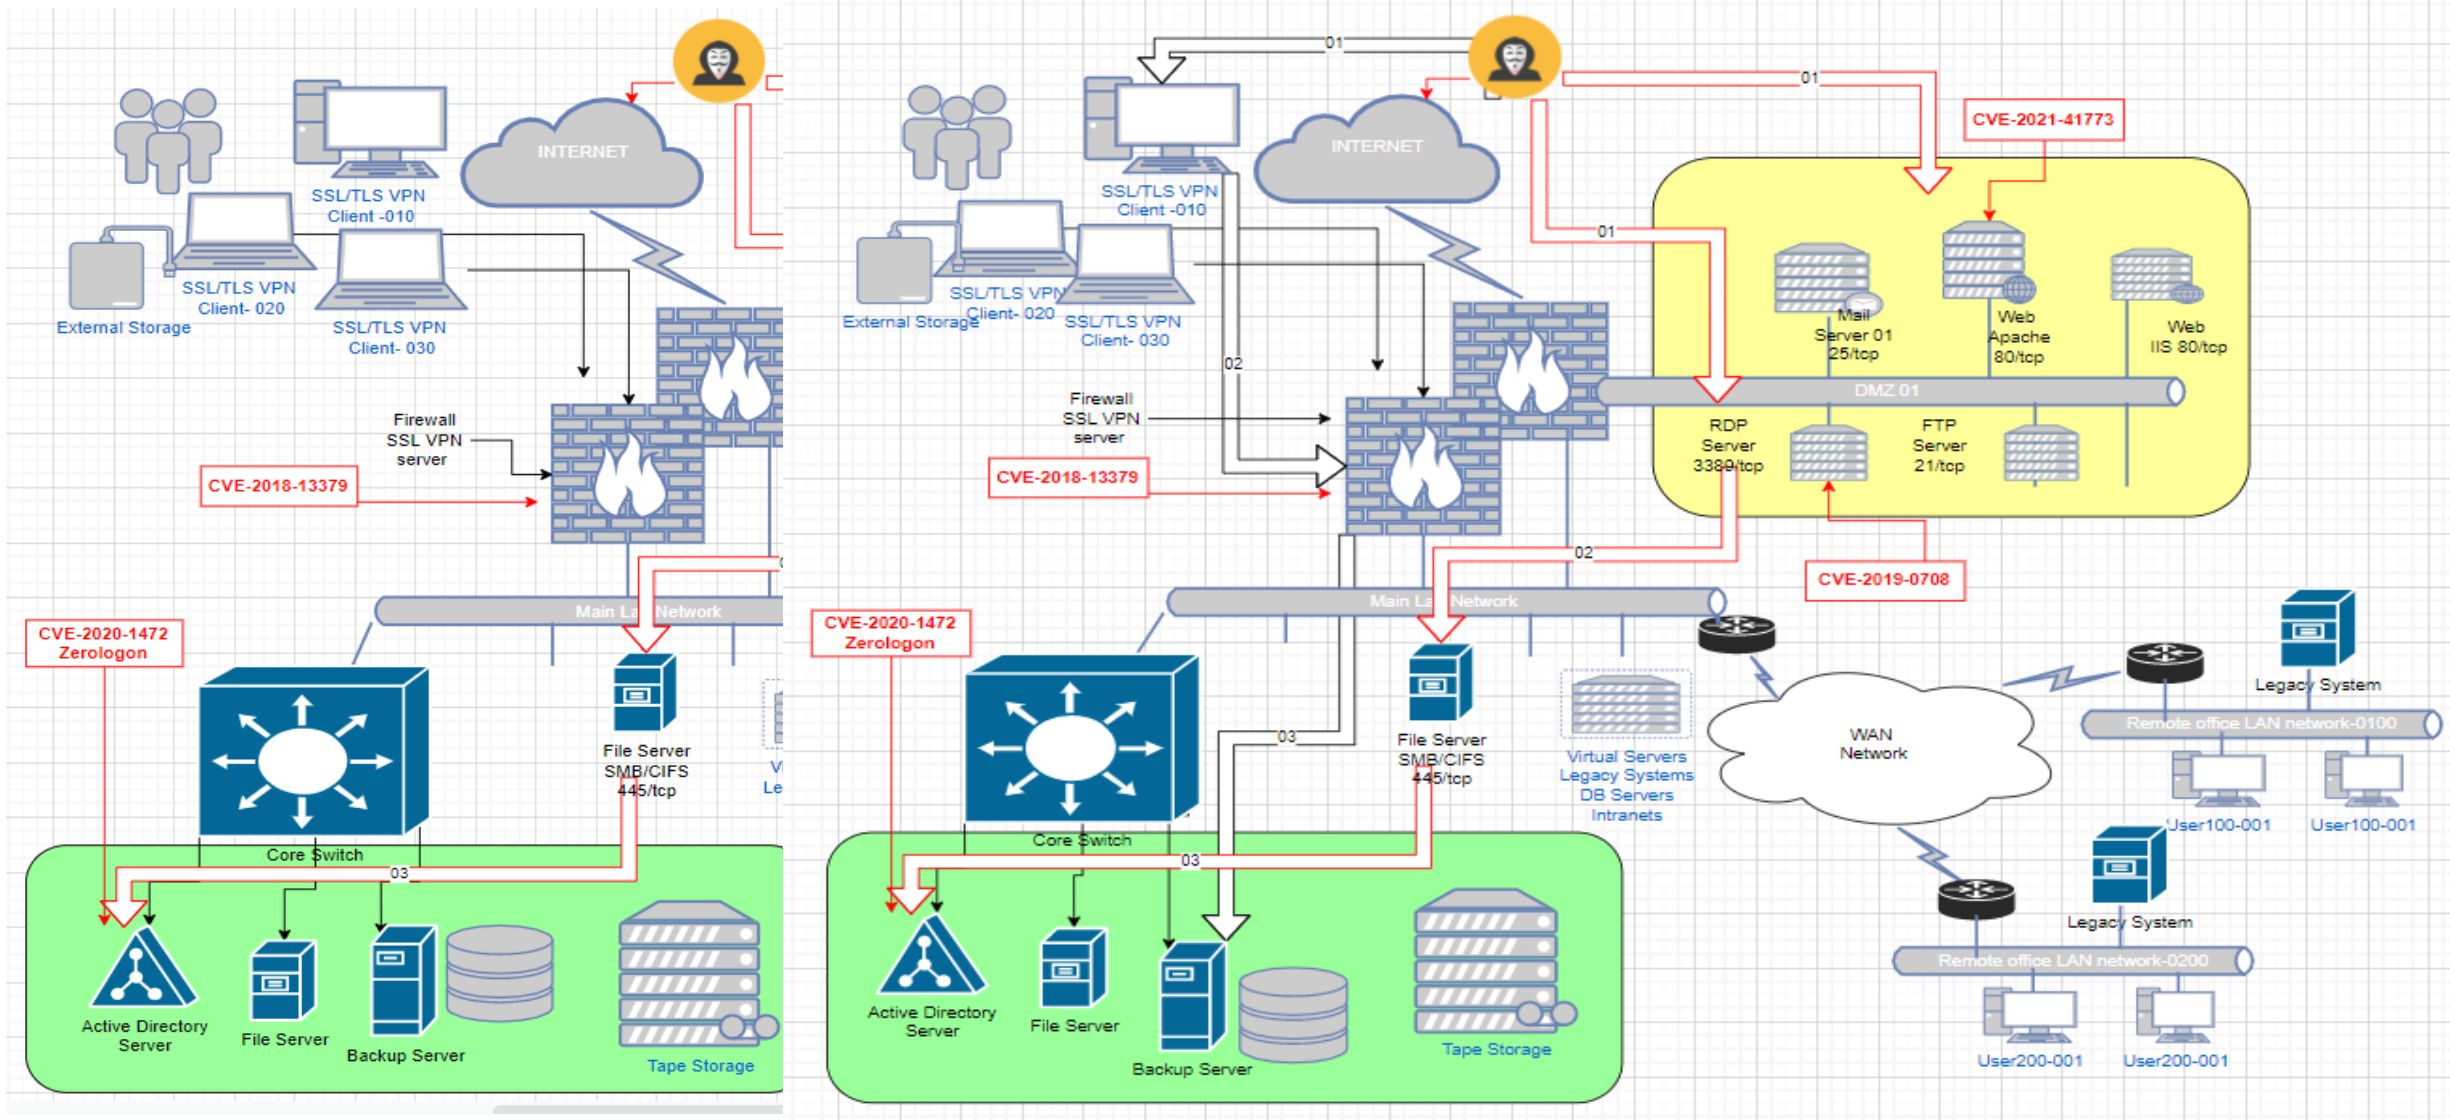 INTERNET
SSL/TLS VPN
Client -010
SSL/TLS VPN
Client- 020
External Storage
SSL/TLS VPN
Client- 030
Firewall
SSL VPN
server
CVE-2018-13379
Main La Network
CVE-2020-1472
Zerologon
File Server
SMB/CIFS
445/tcp
V
Le
Core Switch
03
Active Directory
Server
File Server
Backup Server
Tape Storage
01
INTERNET
01
CVE-2021-41773
SSL/TLS VPN
Client -010
01
SSL/TLS VPN
Client- 020
External Storage
SSL/TLS VPN
Client- 030
Mail
Server 01
25/tcp
Web
Apache
80/tcp
Web
IIS 80/tcp
02
DMZ 01
Firewall
SSL VPN
server
RDP
Server
3389/tcp
FTP
Server
21/tcp
CVE-2018-13379
02
CVE-2019-0708
Main La Network
CVE-2020-1472
Zerologon
03
File Server
SMB/CIFS
445/tcp
Virtual Servers
Legacy Systems
DB Servers
Intranets
WAN
Network
Legacy System
Remote office LAN network-0100
User100-001
User100-001
Core Switch
03
Legacy System
Remote office LAN network-0200
User200-001
User200-001
Active Directory
Server
File Server
Backup Server
Tape Storage